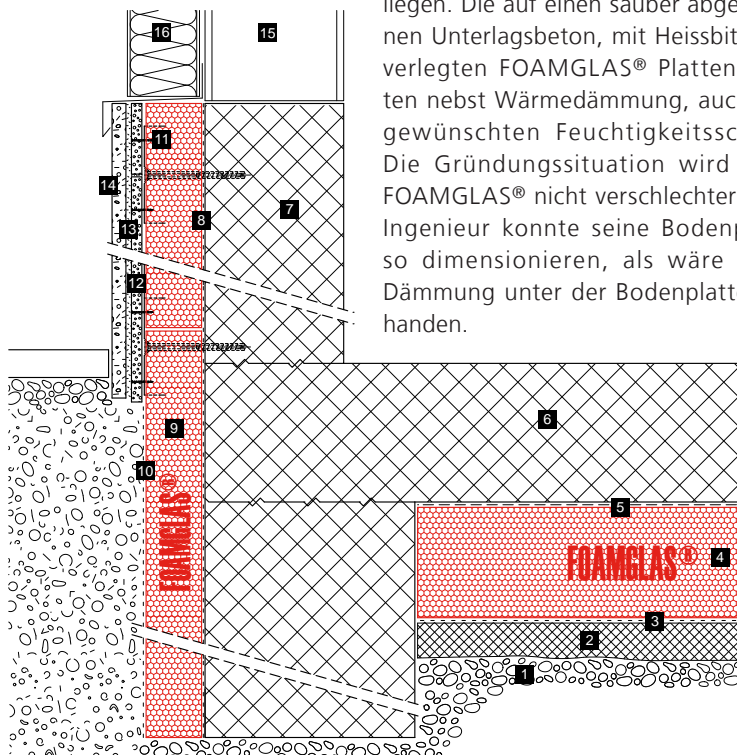 liegen. Die auf einen sauber abge
nen Unterlagsbeton, mit Heissbit
verlegten FOAMGLAS® Platten
ten nebst Wärmedämmung, auc
gewünschten Feuchtigkeitssc
Die Gründungssituation wird
FOAMGLAS® nicht verschlechter
Ingenieur konnte seine Bodenp
so dimensionieren, als wäre
Dämmung unter der Bodenplatt
handen.
16
15
11
14
8
7
13
12
6
9
10
FOAMGLAS®
5
FOAMGLAS®
4
3
2
1